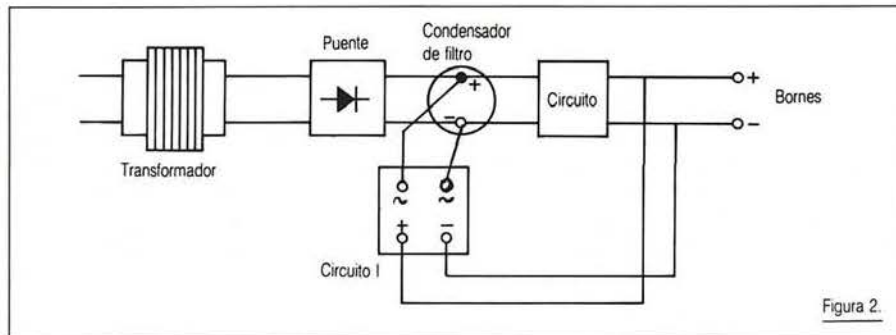 Puente
Condensador
de filtro
+
−
Circuito
+
−
Bornes
Transformador
~ ~
+ −
Circuito I
Figura 2.